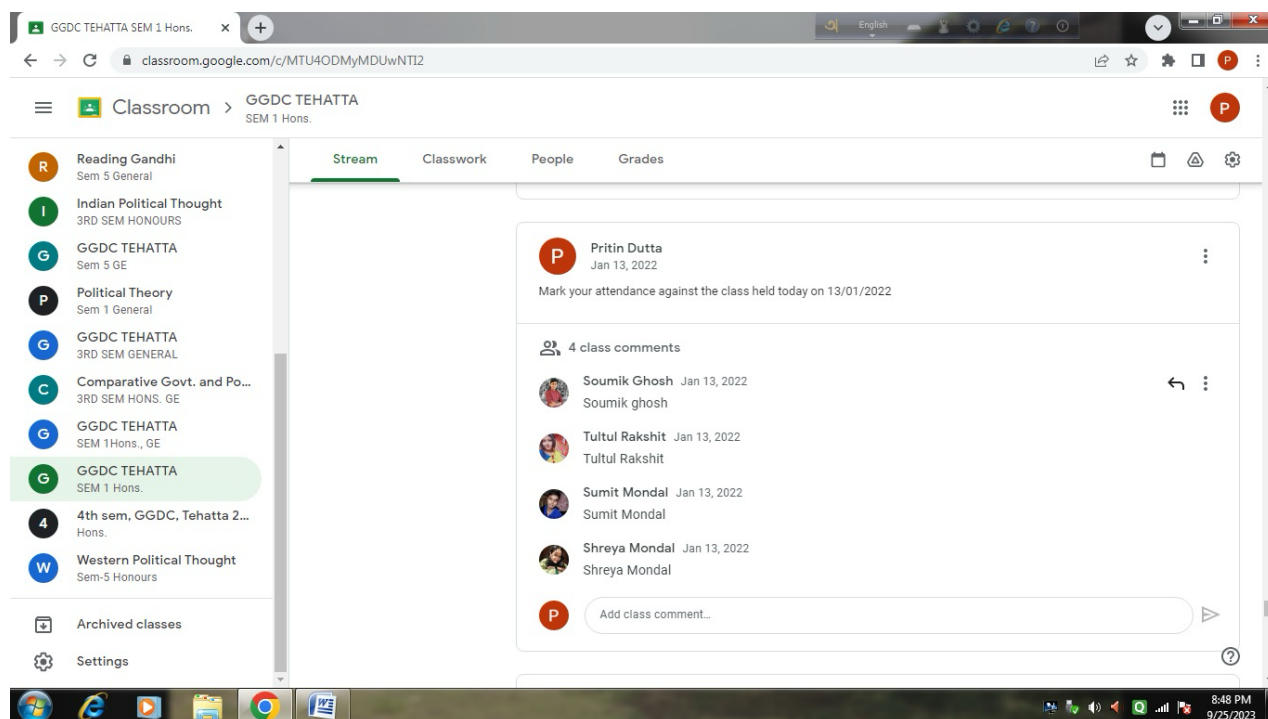 GGDC TEHATTA SEM 1 Hons.
English
classroom.google.com/c/MTU4ODMyMDUwNTI2
P
Classroom > GGDC TEHATTA
SEM 1 Hons.
P
Stream Classwork People Grades
R Reading Gandhi
Sem 5 General
I Indian Political Thought
3RD SEM HONOURS
G GGDC TEHATTA
Sem 5 GE
P Political Theory
Sem 1 General
G GGDC TEHATTA
3RD SEM GENERAL
C Comparative Govt. and Po...
3RD SEM HONS. GE
G GGDC TEHATTA
SEM 1Hons., GE
G GGDC TEHATTA
SEM 1 Hons.
4 4th sem, GGDC, Tehatta 2...
Hons.
W Western Political Thought
Sem-5 Honours
Archived classes
Settings
P Pritin Dutta
Jan 13, 2022
Mark your attendance against the class held today on 13/01/2022
4 class comments
Soumik Ghosh Jan 13, 2022
Soumik ghosh
Tultul Rakshit Jan 13, 2022
Tultul Rakshit
Sumit Mondal Jan 13, 2022
Sumit Mondal
Shreya Mondal Jan 13, 2022
Shreya Mondal
P Add class comment...
8:48 PM
9/25/2023